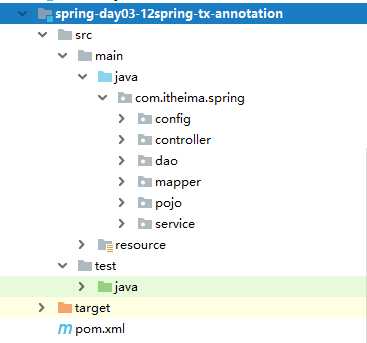 spring-day03-12spring-tx-annotation
src
main
java
com.itheima.spring
config
controller
dao
mapper
pojo
service
resource
test
java
target
pom.xml